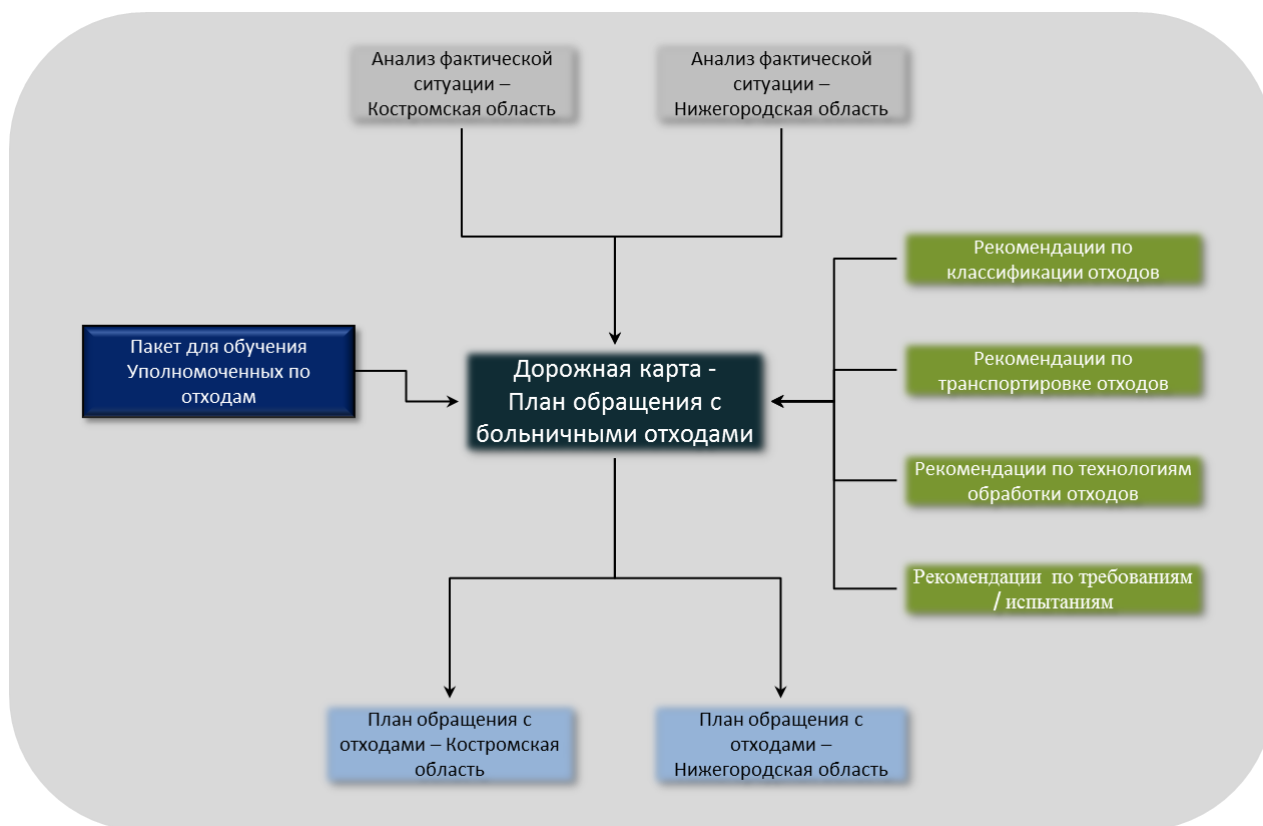 Анализ фактической
ситуации –
Костромская область
Анализ фактической
ситуации –
Нижегородская область
Рекомендации по
классификации отходов
Пакет для обучения
Уполномоченных по
отходам
Дорожная карта -
План обращения с
больничными отходами
Рекомендации по
транспортировке отходов
Рекомендации по технологиям
обработки отходов
Рекомендации по требованиям
/ испытаниям
План обращения с
отходами – Костромская
область
План обращения с
отходами –
Нижегородская область